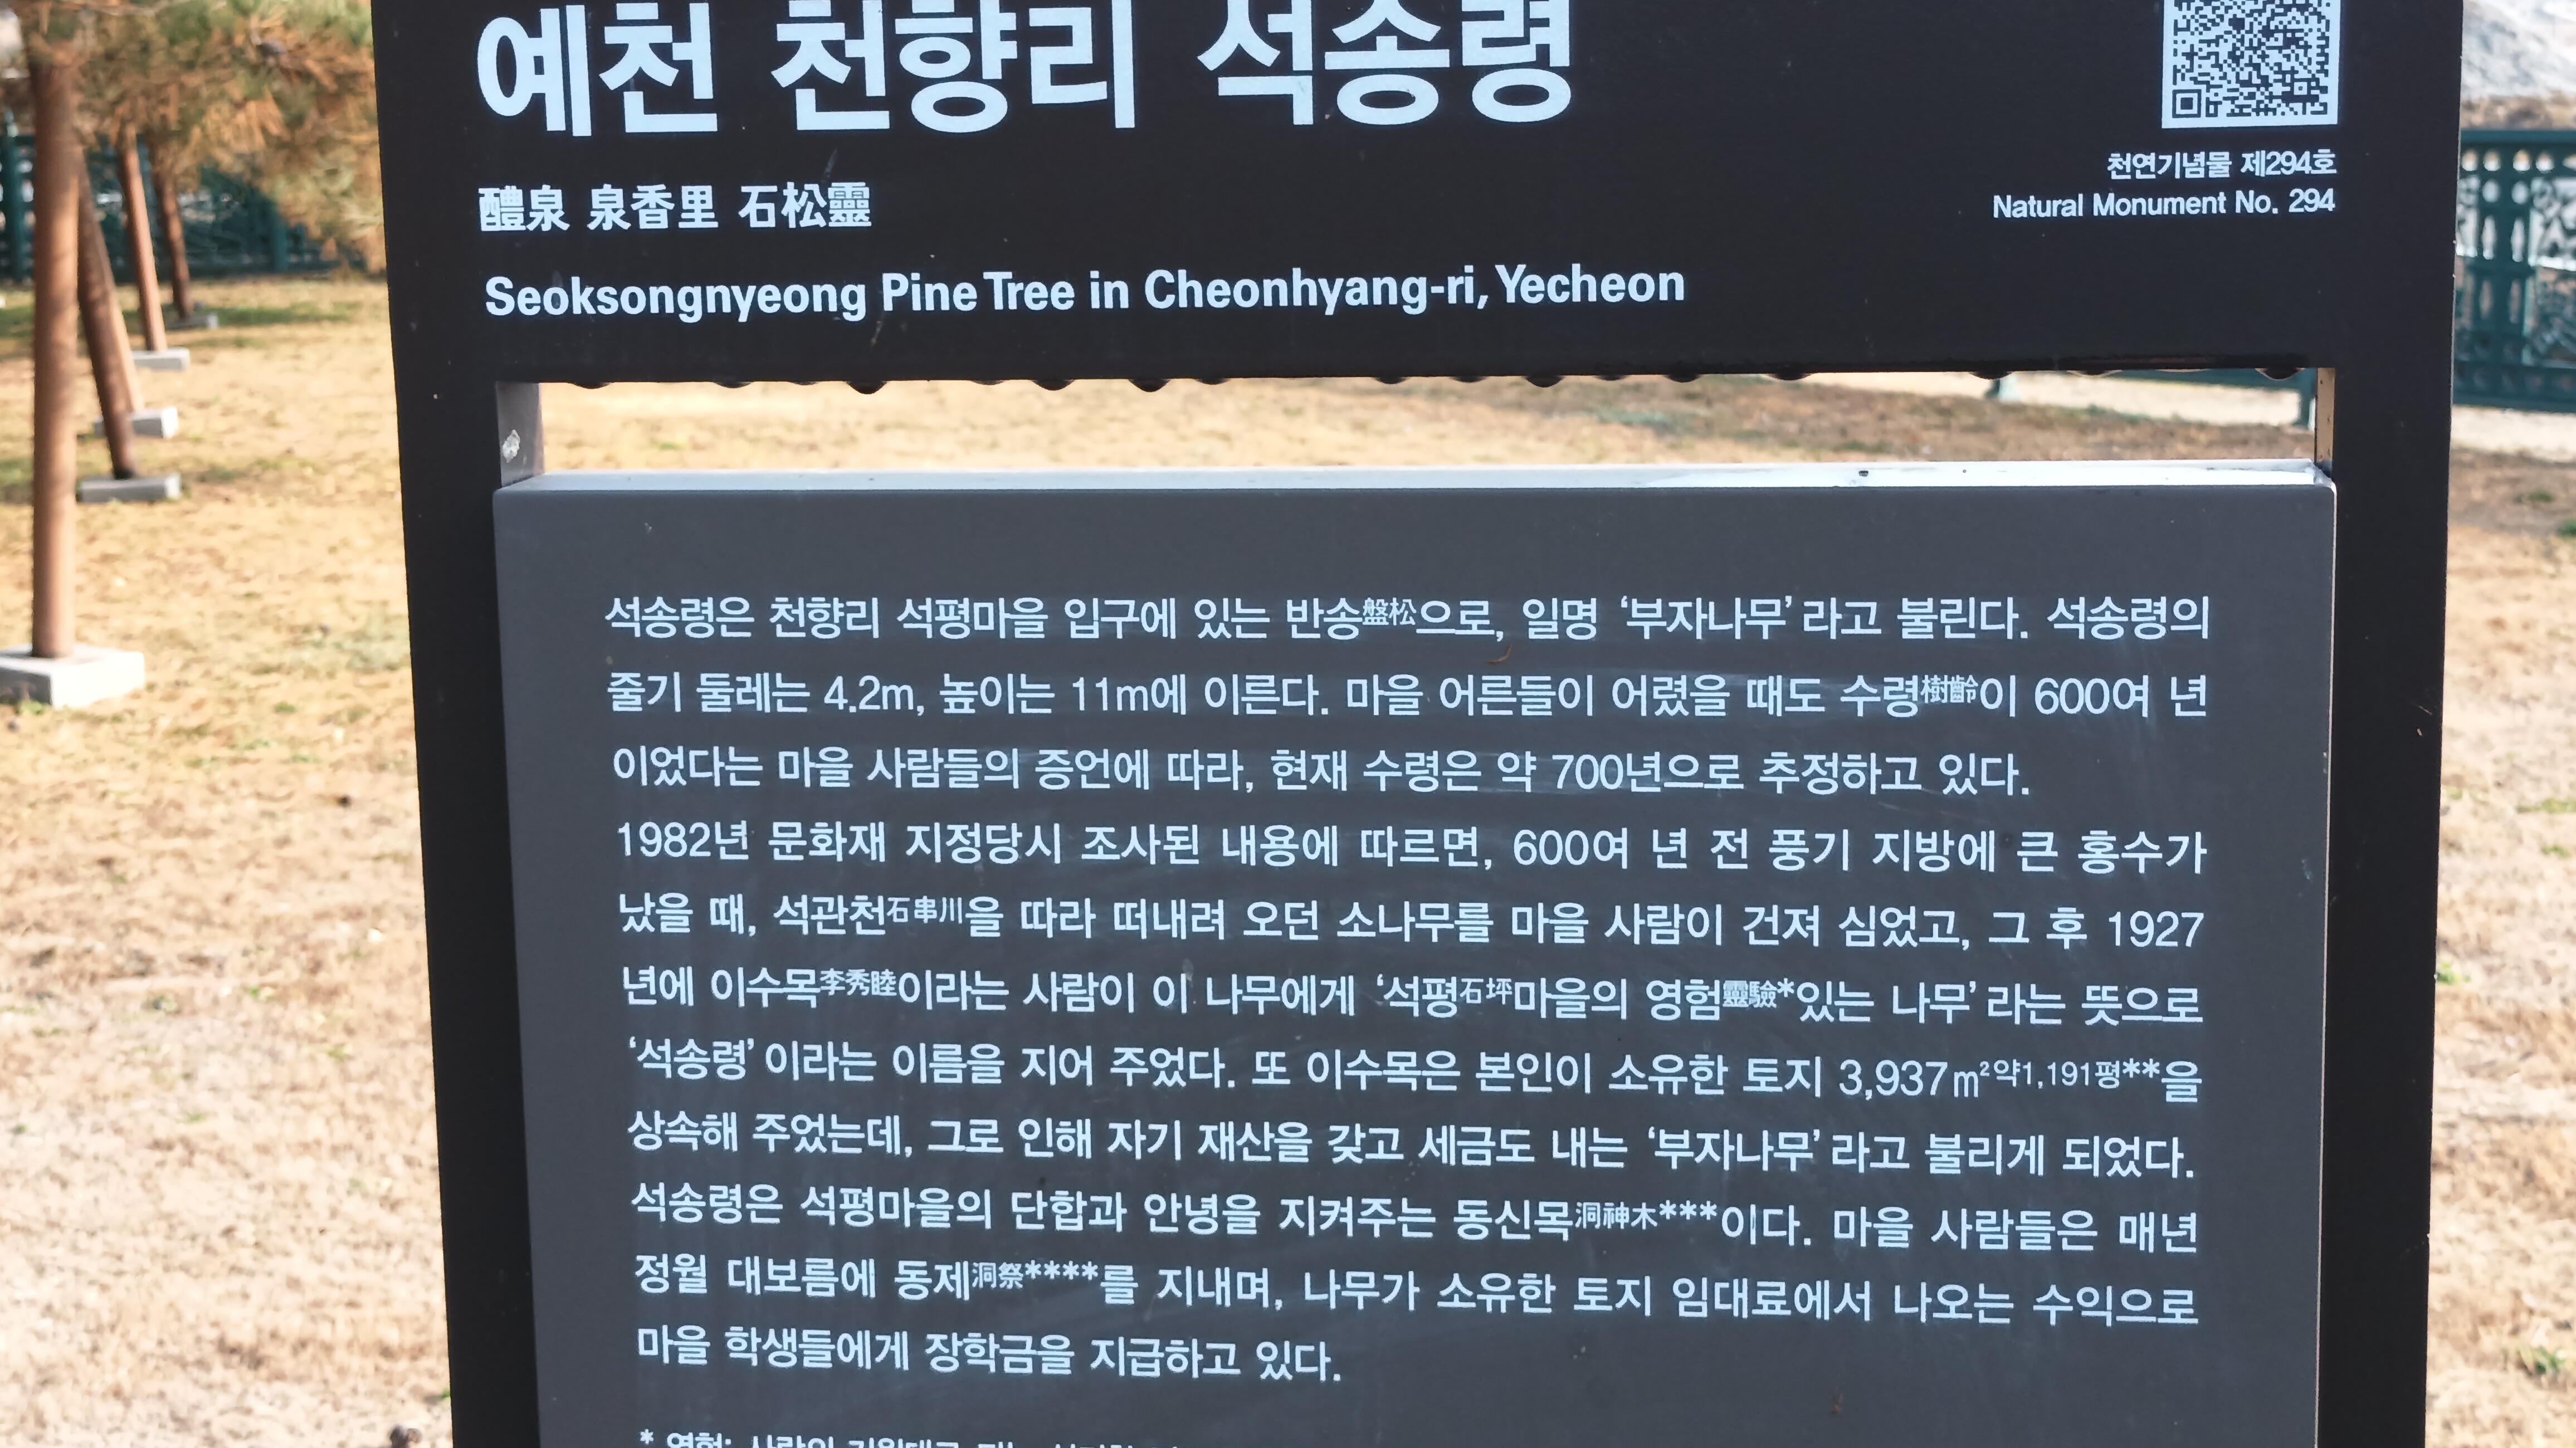 예천 천향리 석송령
醴泉 泉香里 石松靈
천연기념물 제294호
Natural Monument No. 294
Seoksongnyeong Pine Tree in Cheonhyang-ri, Yecheon
석송령은 천향리 석평마을 입구에 있는 반송盤松으로, 일명 ‘부자나무’라고 불린다. 석송령의
줄기 둘레는 4.2m, 높이는 11m에 이른다. 마을 어른들이 어렸을 때도 수령樹齡이 600여 년
이었다는 마을 사람들의 증언에 따라, 현재 수령은 약 700년으로 추정하고 있다.
1982년 문화재 지정당시 조사된 내용에 따르면, 600여 년 전 풍기 지방에 큰 홍수가
났을 때, 석관천石串川을 따라 떠내려 오던 소나무를 마을 사람이 건져 심었고, 그 후 1927
년에 이수목李秀睦이라는 사람이 이 나무에게 ‘석평石坪마을의 영험靈驗*있는 나무’라는 뜻으로
‘석송령’이라는 이름을 지어 주었다. 또 이수목은 본인이 소유한 토지 3,937㎡약1,191평**을
상속해 주었는데, 그로 인해 자기 재산을 갖고 세금도 내는 ‘부자나무’라고 불리게 되었다.
석송령은 석평마을의 단합과 안녕을 지켜주는 동신목洞神木***이다. 마을 사람들은 매년
정월 대보름에 동제洞祭****를 지내며, 나무가 소유한 토지 임대료에서 나오는 수익으로
마을 학생들에게 장학금을 지급하고 있다.
* 영험: